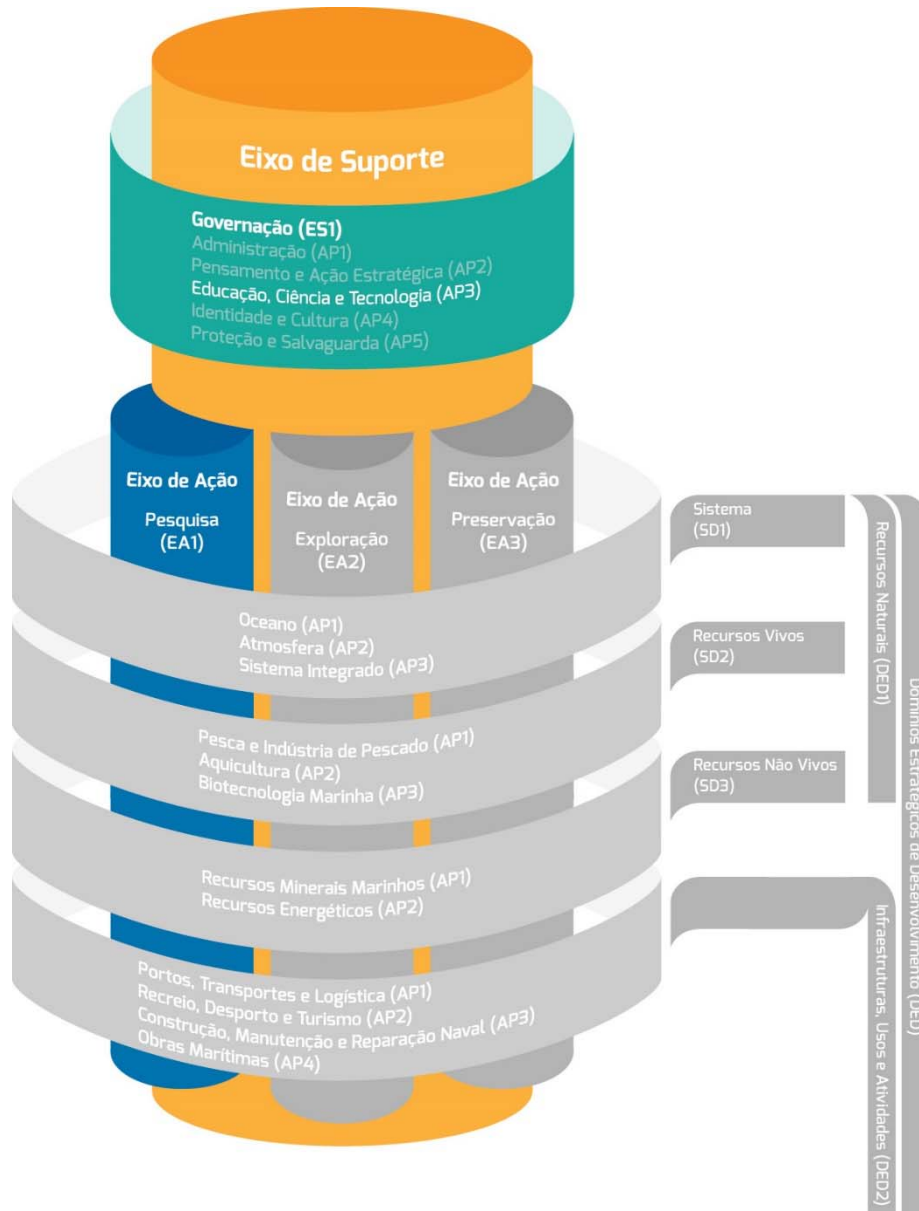 Eixo de Suporte
Governação (ES1)
Administração (AP1)
Pensamento e Ação Estratégica (AP2)
Educação, Ciência e Tecnologia (AP3)
Identidade e Cultura (AP4)
Proteção e Salvaguarda (AP5)
Eixo de Ação
Pesquisa
(EA1)
Eixo de Ação
Exploração
(EA2)
Eixo de Ação
Preservação
(EA3)
Oceano (AP1)
Atmosfera (AP2)
Sistema Integrado (AP3)
Pesca e Indústria de Pescado (AP1)
Aquicultura (AP2)
Biotecnologia Marinha (AP3)
Recursos Minerais Marinhos (AP1)
Recursos Energéticos (AP2)
Portos, Transportes e Logística (AP1)
Recreio, Desporto e Turismo (AP2)
Construção, Manutenção e Reparação Naval (AP3)
Obras Marítimas (AP4)
Sistema
(SD1)
Recursos Vivos
(SD2)
Recursos Não Vivos
(SD3)
Recursos Naturais (DED1)
Infraestruturas, Usos e Atividades (DED2)
Domínios Estratégicos de Desenvolvimento (DED)